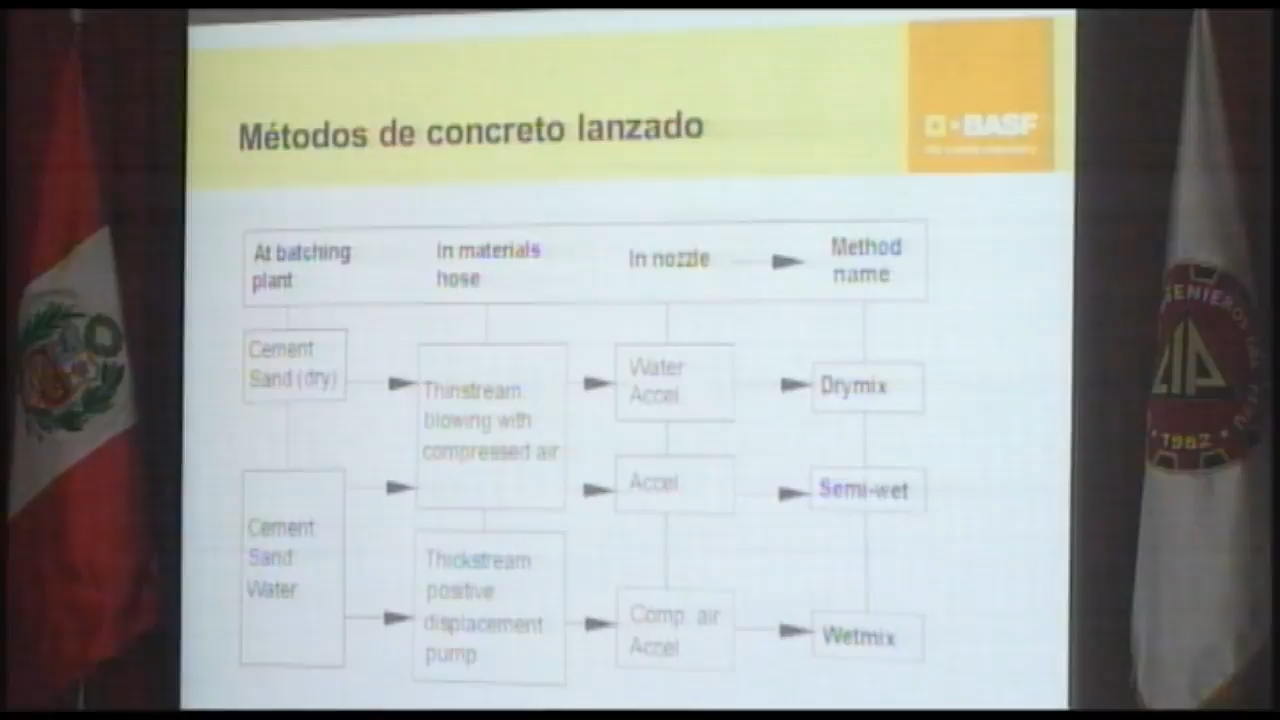 Métodos de concreto lanzado
BASF
At batching
plant
In materials
hose
In nozzle
Method
name
Cement
Sand (dry)
Thinstream
blowing with
compressed air
Water
Accel
Drymix
Accel
Semi-wet
Cement
Sand
Water
Thickstream
positive
displacement
pump
Comp. air
Accel
Wetmix
CIP
1962